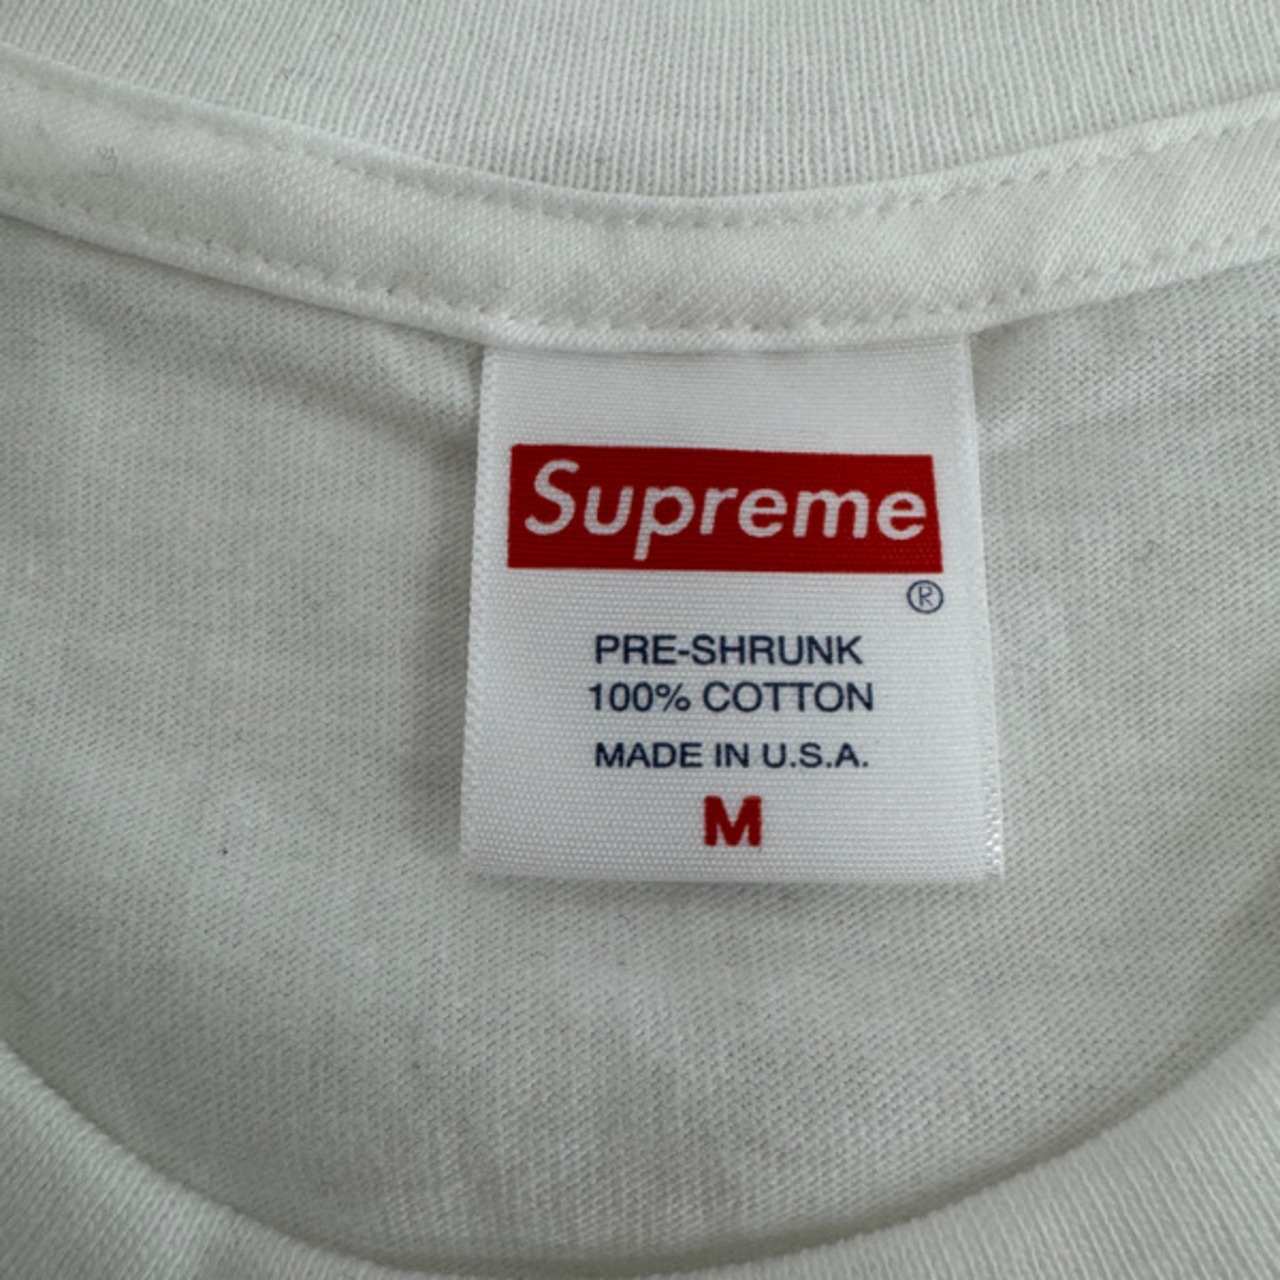 Supreme
®
PRE-SHRUNK
100% COTTON
MADE IN U.S.A.
M